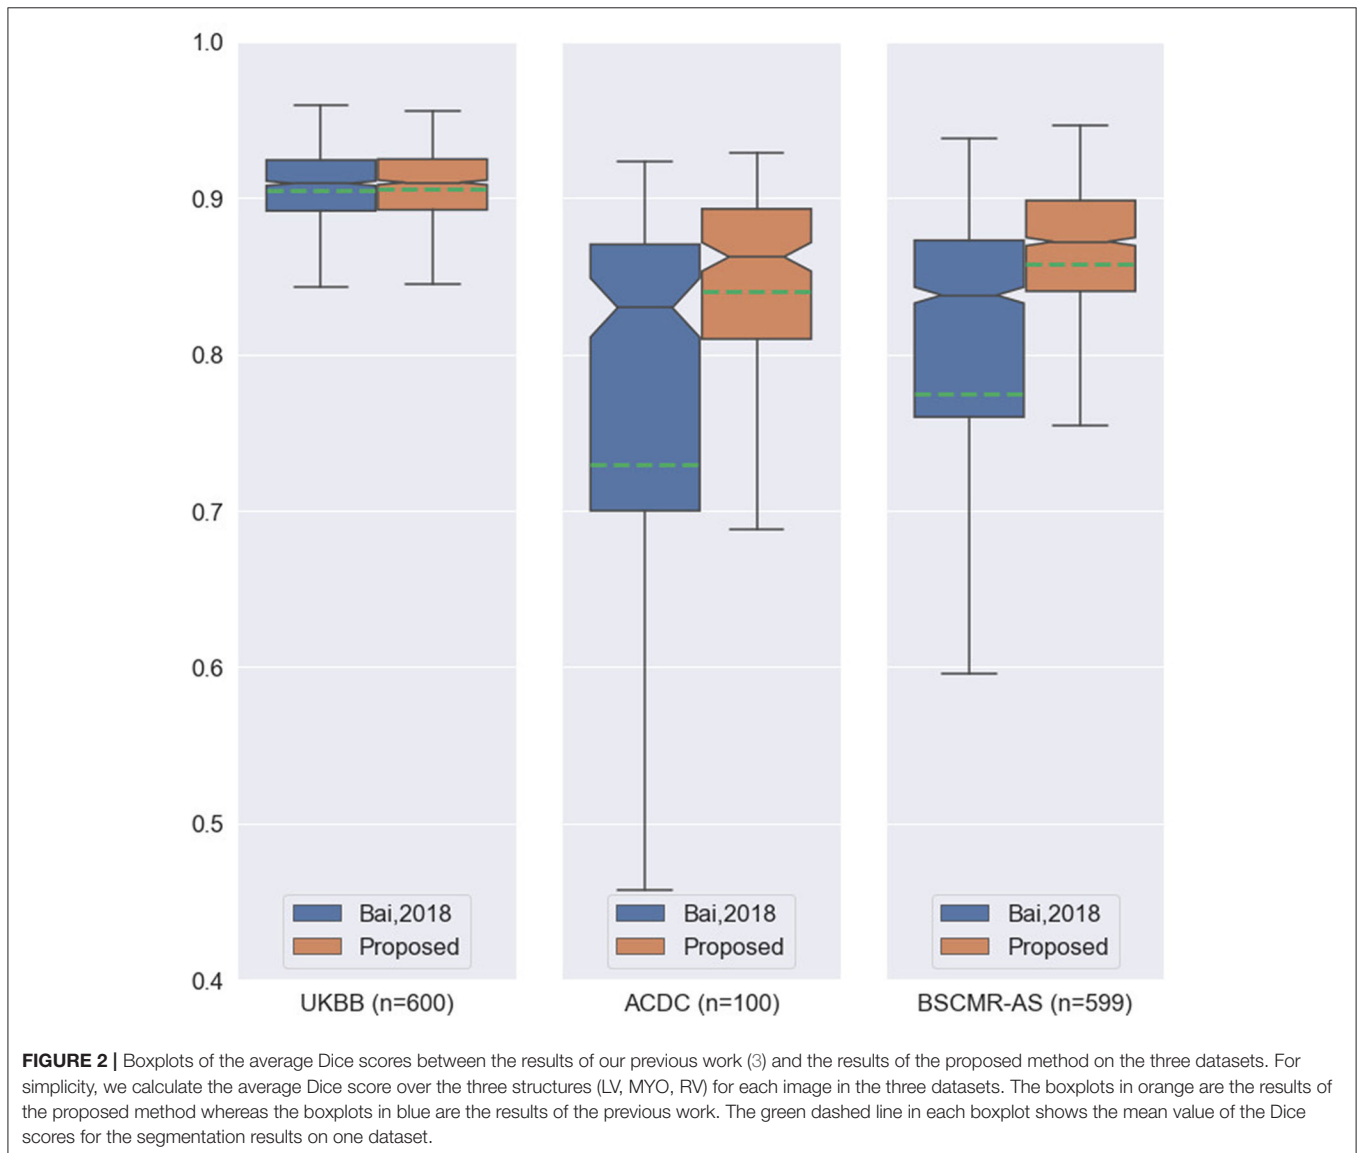 1.0
0.9
0.8
0.7
0.6
0.5
0.4
Bai,2018
Proposed
Bai,2018
Proposed
Bai,2018
Proposed
UKBB (n=600)
ACDC (n=100)
BSCMR-AS (n=599)
FIGURE 2 | Boxplots of the average Dice scores between the results of our previous work (3) and the results of the proposed method on the three datasets. For
simplicity, we calculate the average Dice score over the three structures (LV, MYO, RV) for each image in the three datasets. The boxplots in orange are the results of
the proposed method whereas the boxplots in blue are the results of the previous work. The green dashed line in each boxplot shows the mean value of the Dice
scores for the segmentation results on one dataset.